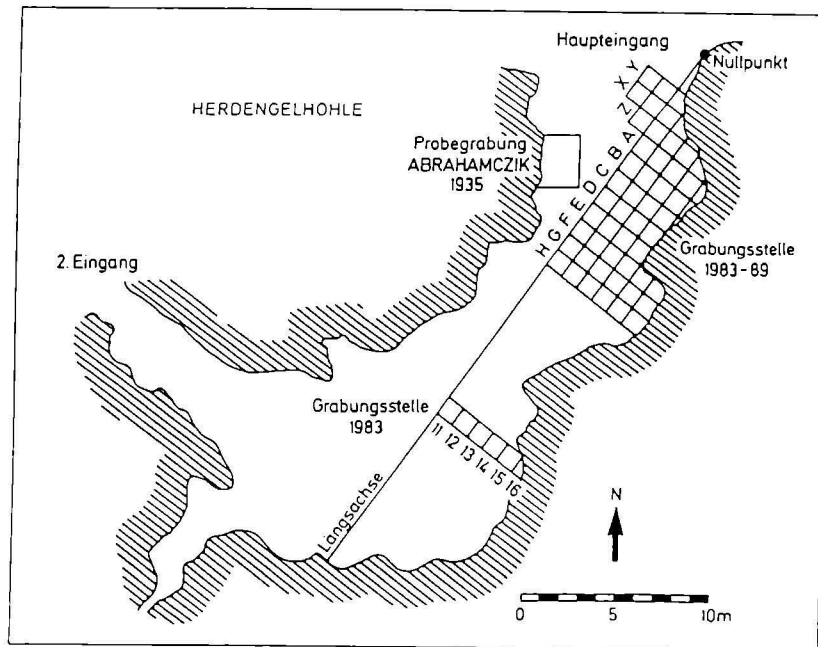 Haupteingang
Nullpunkt
HERDENGELHOHLE
Probegrabung
ABRAHAMCZIK
1935
Y
X
Z
A
B
C
D
E
F
G
H
Grabungsstelle
1983-89
2. Eingang
Grabungsstelle
1983
11 12 13 14 15 16
Längsachse
N
0 5 10m